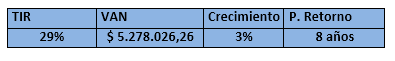 TIR VAN Crecimiento P. Retorno
29% $ 5.278.026,26 3% 8 años